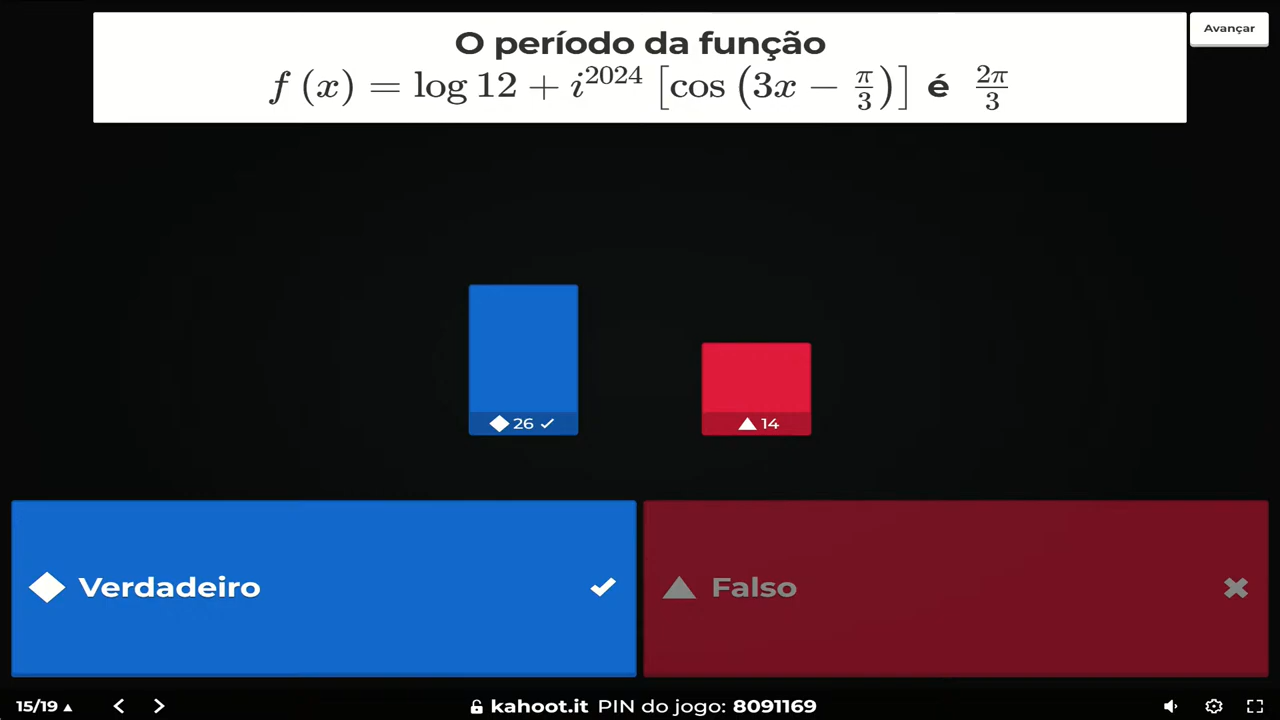 O período da função
f (x) = log 12 + i^2024 [cos (3x − π/3)] é 2π/3
Avançar
26
14
Verdadeiro
Falso
15/19
kahoot.it PIN do jogo: 8091169